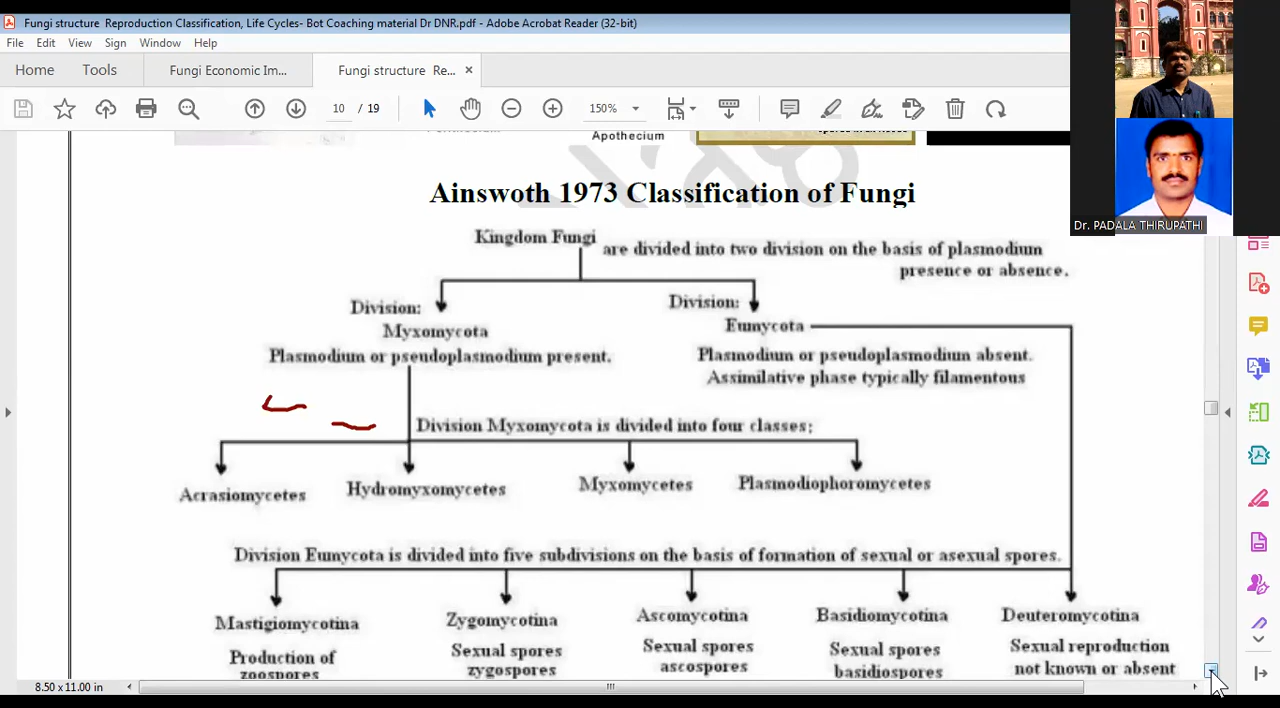 Fungi structure Reproduction Classification, Life Cycles- Bot Coaching material Dr DNR.pdf - Adobe Acrobat Reader (32-bit)
File Edit View Sign Window Help
Home Tools Fungi Economic Im... Fungi structure Re... ×
10 / 19 150%
Apothecium
Ainswoth 1973 Classification of Fungi
Kingdom Fungi
are divided into two division on the basis of plasmodium
presence or absence.
Division: Division:
Myxomycota Eumycota
Plasmodium or pseudoplasmodium present. Plasmodium or pseudoplasmodium absent.
Assimilative phase typically filamentous
Division Myxomycota is divided into four classes;
Acrasiomycetes Hydromyxomycetes Myxomycetes Plasmodiophoromycetes
Division Eumycota is divided into five subdivisions on the basis of formation of sexual or asexual spores.
Mastigiomycotina Zygomycotina Ascomycotina Basidiomycotina Deuteromycotina
Production of Sexual spores Sexual spores Sexual spores Sexual reproduction
zoospores zygospores ascospores basidiospores not known or absent
8.50 x 11.00 in
Dr. PADALA THIRUPATHI